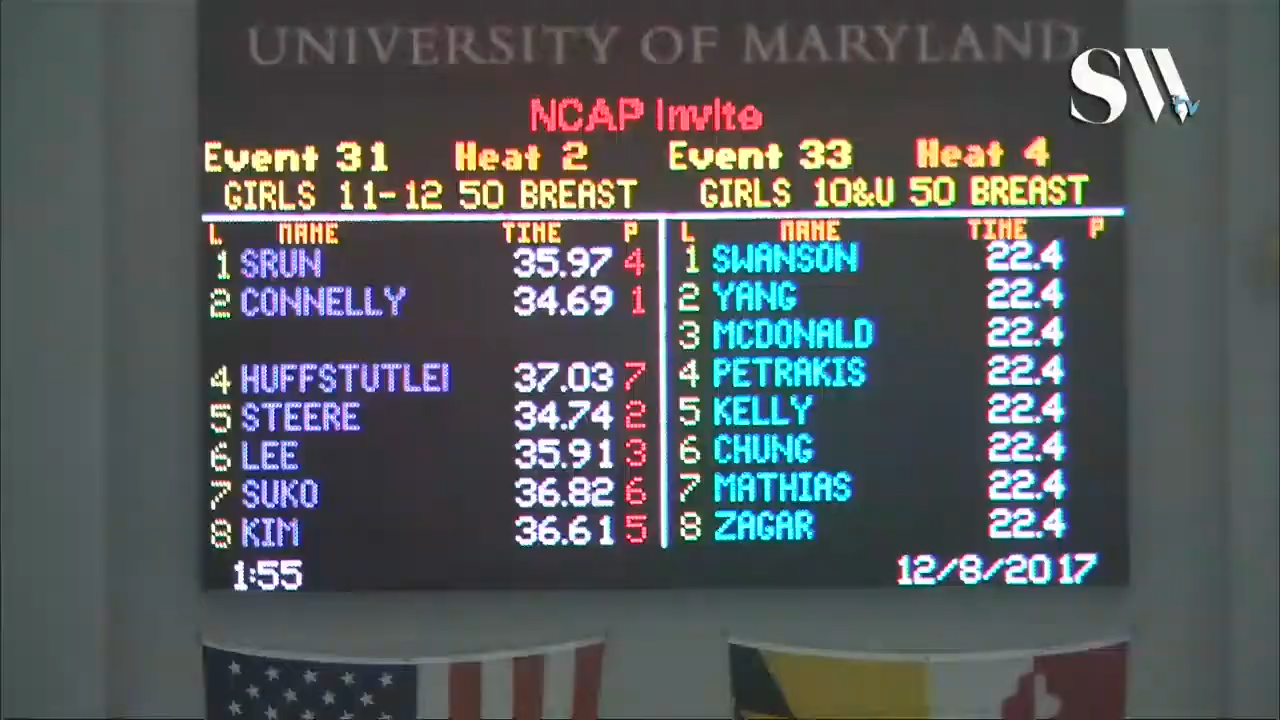 UNIVERSITY OF MARYLAND
SW
tv
NCAP Invite
Event 31 Heat 2
GIRLS 11-12 50 BREAST
L NAME TIME P
1 SRUN 35.97 4
2 CONNELLY 34.69 1
4 HUFFSTUTLEI 37.03 7
5 STEERE 34.74 2
6 LEE 35.91 3
7 SUKO 36.82 6
8 KIM 36.61 5
1:55
Event 33 Heat 4
GIRLS 10&U 50 BREAST
L NAME TIME P
1 SWANSON 22.4
2 YANG 22.4
3 MCDONALD 22.4
4 PETRAKIS 22.4
5 KELLY 22.4
6 CHUNG 22.4
7 MATHIAS 22.4
8 ZAGAR 22.4
12/8/2017